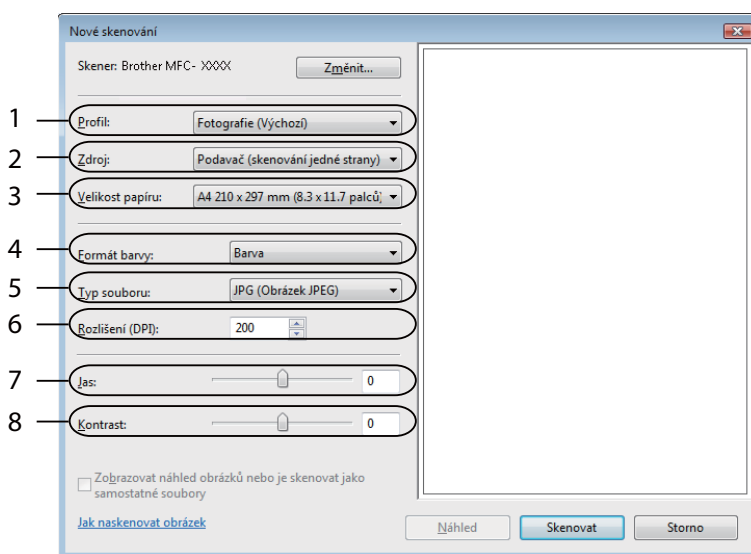 Nové skenování
Skener: Brother MFC- XXXX
Změnit...
1 Profil: Fotografie (Výchozí)
2 Zdroj: Podavač (skenování jedné strany)
3 Velikost papíru: A4 210 x 297 mm (8.3 x 11.7 palců)
4 Formát barvy: Barva
5 Typ souboru: JPG (Obrázek JPEG)
6 Rozlišení (DPI): 200
7 Jas: 0
8 Kontrast: 0
Zobrazovat náhled obrázků nebo je skenovat jako
samostatné soubory
Jak naskenovat obrázek
Náhled Skenovat Storno